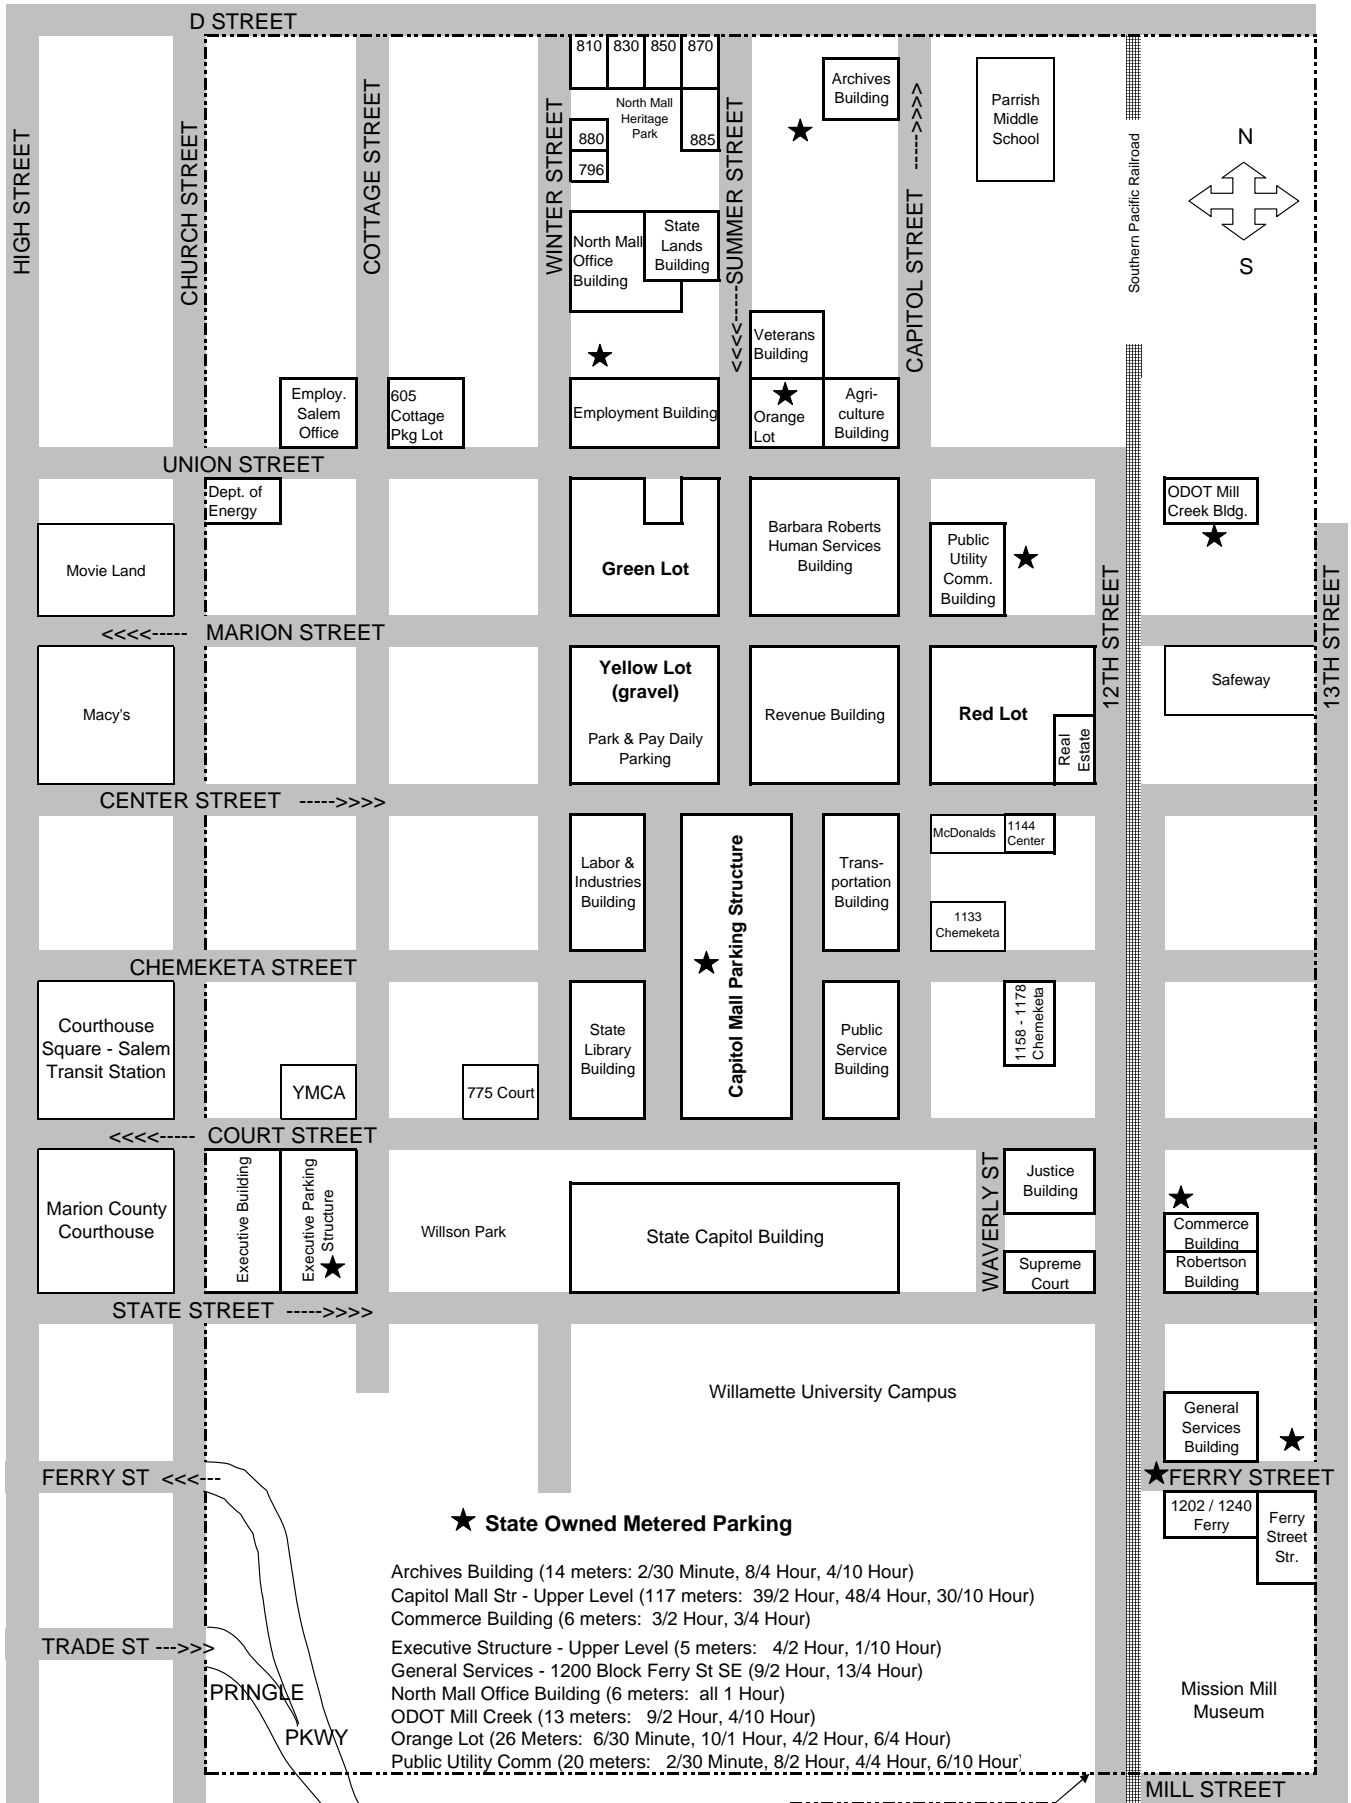 D STREET
810 830 850 870
Archives
Building
North Mall
Heritage
Park
880
885
796
Parrish
Middle
School
N
S
HIGH STREET
CHURCH STREET
COTTAGE STREET
WINTER STREET
<<<<-----SUMMER STREET
CAPITOL STREET ----->>>>
Southern Pacific Railroad
North Mall
Office
Building
State
Lands
Building
Veterans
Building
Employ.
Salem
Office
605
Cottage
Pkg Lot
Employment Building
Orange
Lot
Agri-
culture
Building
UNION STREET
Dept. of
Energy
Movie Land
Green Lot
Barbara Roberts
Human Services
Building
Public
Utility
Comm.
Building
ODOT Mill
Creek Bldg.
12TH STREET
13TH STREET
<<<<----- MARION STREET
Macy's
Yellow Lot
(gravel)
Park & Pay Daily
Parking
Revenue Building
Red Lot
Real
Estate
Safeway
CENTER STREET ----->>>>
Labor &
Industries
Building
Capitol Mall Parking Structure
Trans-
portation
Building
McDonalds
1144
Center
1133
Chemeketa
CHEMEKETA STREET
Courthouse
Square - Salem
Transit Station
YMCA
775 Court
State
Library
Building
Public
Service
Building
1158 - 1178
Chemeketa
<<<<----- COURT STREET
Marion County
Courthouse
Executive Building
Executive Parking
Structure
Willson Park
State Capitol Building
WAVERLY ST
Justice
Building
Supreme
Court
Commerce
Building
Robertson
Building
STATE STREET ----->>>>
Willamette University Campus
General
Services
Building
FERRY ST <<<---
FERRY STREET
1202 / 1240
Ferry
Ferry
Street
Str.
State Owned Metered Parking
Archives Building (14 meters: 2/30 Minute, 8/4 Hour, 4/10 Hour)
Capitol Mall Str - Upper Level (117 meters: 39/2 Hour, 48/4 Hour, 30/10 Hour)
Commerce Building (6 meters: 3/2 Hour, 3/4 Hour)
Executive Structure - Upper Level (5 meters: 4/2 Hour, 1/10 Hour)
General Services - 1200 Block Ferry St SE (9/2 Hour, 13/4 Hour)
North Mall Office Building (6 meters: all 1 Hour)
ODOT Mill Creek (13 meters: 9/2 Hour, 4/10 Hour)
Orange Lot (26 Meters: 6/30 Minute, 10/1 Hour, 4/2 Hour, 6/4 Hour)
Public Utility Comm (20 meters: 2/30 Minute, 8/2 Hour, 4/4 Hour, 6/10 Hour)
TRADE ST --->>>
PRINGLE
PKWY
Mission Mill
Museum
MILL STREET